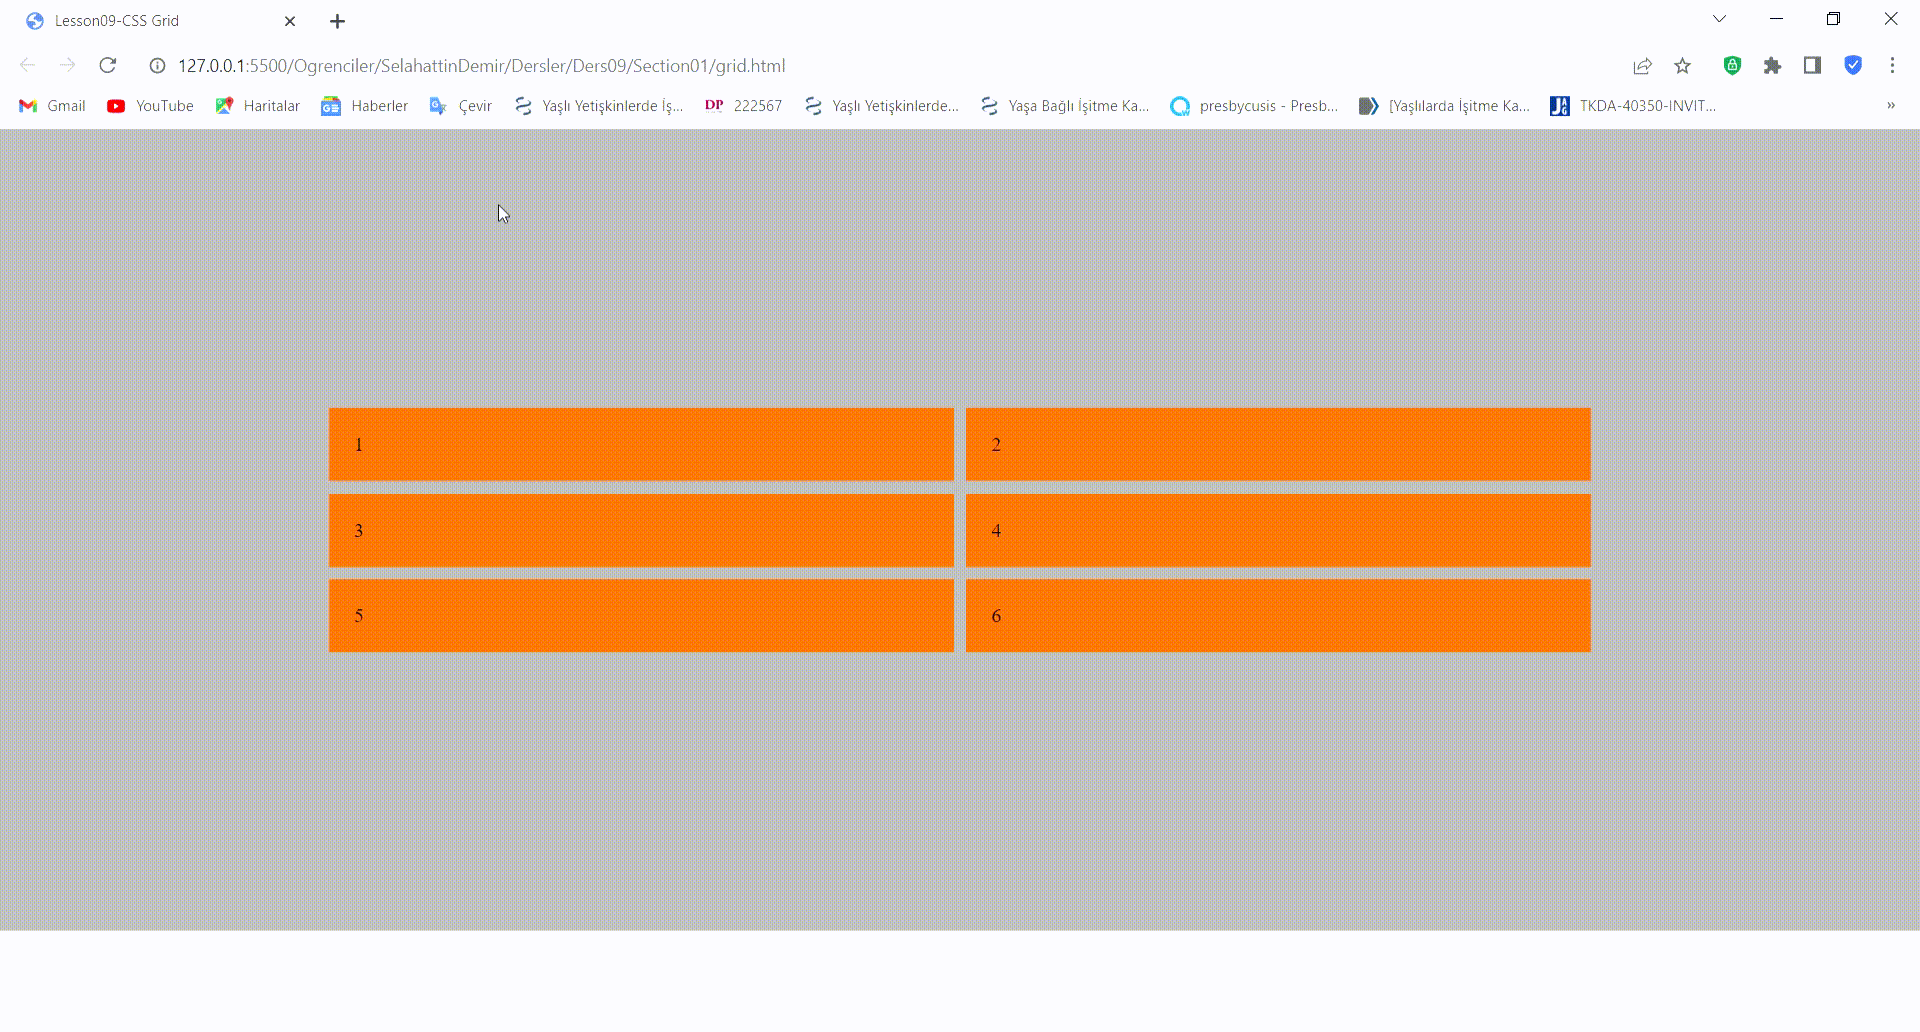 Lesson09-CSS Grid
127.0.0.1:5500/Ogrenciler/SelahattinDemir/Dersler/Ders09/Section01/grid.html
Gmail YouTube Haritalar Haberler Çevir Yaşlı Yetişkinlerde İş... DP 222567 Yaşlı Yetişkinlerde... Yaşa Bağlı İşitme Ka... presbycusis - Presb... [Yaşlılarda İşitme Ka... TKDA-40350-INVIT... »
1 2
3 4
5 6